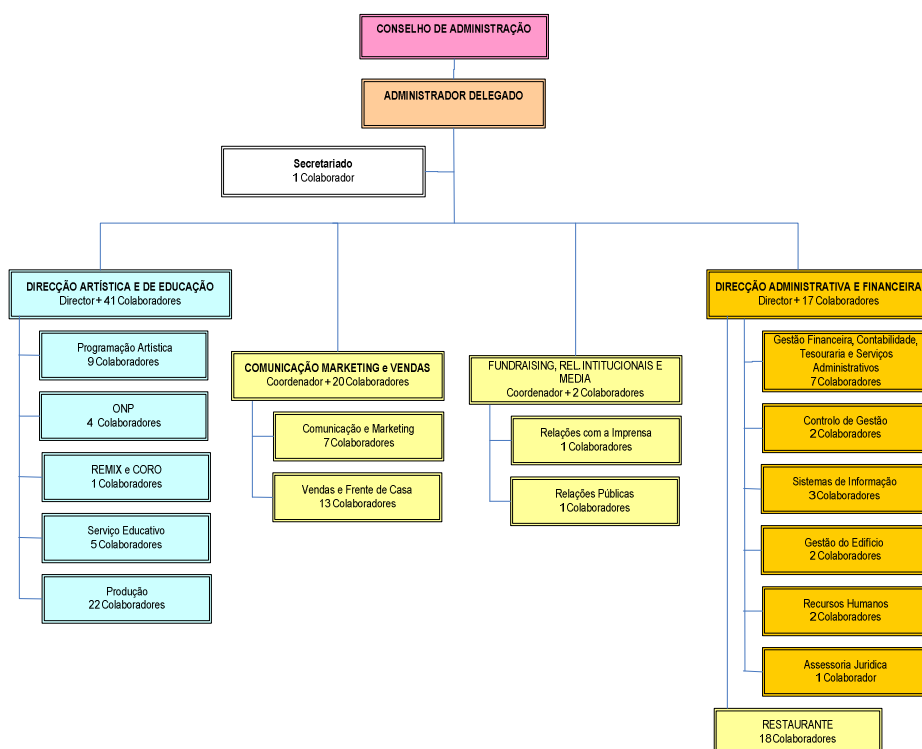 CONSELHO DE ADMINISTRAÇÃO
ADMINISTRADOR DELEGADO
Secretariado
1 Colaborador
DIRECÇÃO ARTÍSTICA E DE EDUCAÇÃO
Director + 41 Colaboradores
Programação Artística
9 Colaboradores
ONP
4 Colaboradores
REMIX e CORO
1 Colaboradores
Serviço Educativo
5 Colaboradores
Produção
22 Colaboradores
COMUNICAÇÃO MARKETING e VENDAS
Coordenador + 20 Colaboradores
Comunicação e Marketing
7 Colaboradores
Vendas e Frente de Casa
13 Colaboradores
FUNDRAISING, REL. INTITUCIONAIS E
MEDIA
Coordenador + 2 Colaboradores
Relações com a Imprensa
1 Colaboradores
Relações Públicas
1 Colaboradores
DIRECÇÃO ADMINISTRATIVA E FINANCEIRA
Director + 17 Colaboradores
Gestão Financeira, Contabilidade,
Tesouraria e Serviços
Administrativos
7 Colaboradores
Controlo de Gestão
2 Colaboradores
Sistemas de Informação
3 Colaboradores
Gestão do Edifício
2 Colaboradores
Recursos Humanos
2 Colaboradores
Assessoria Juridica
1 Colaborador
RESTAURANTE
18 Colaboradores